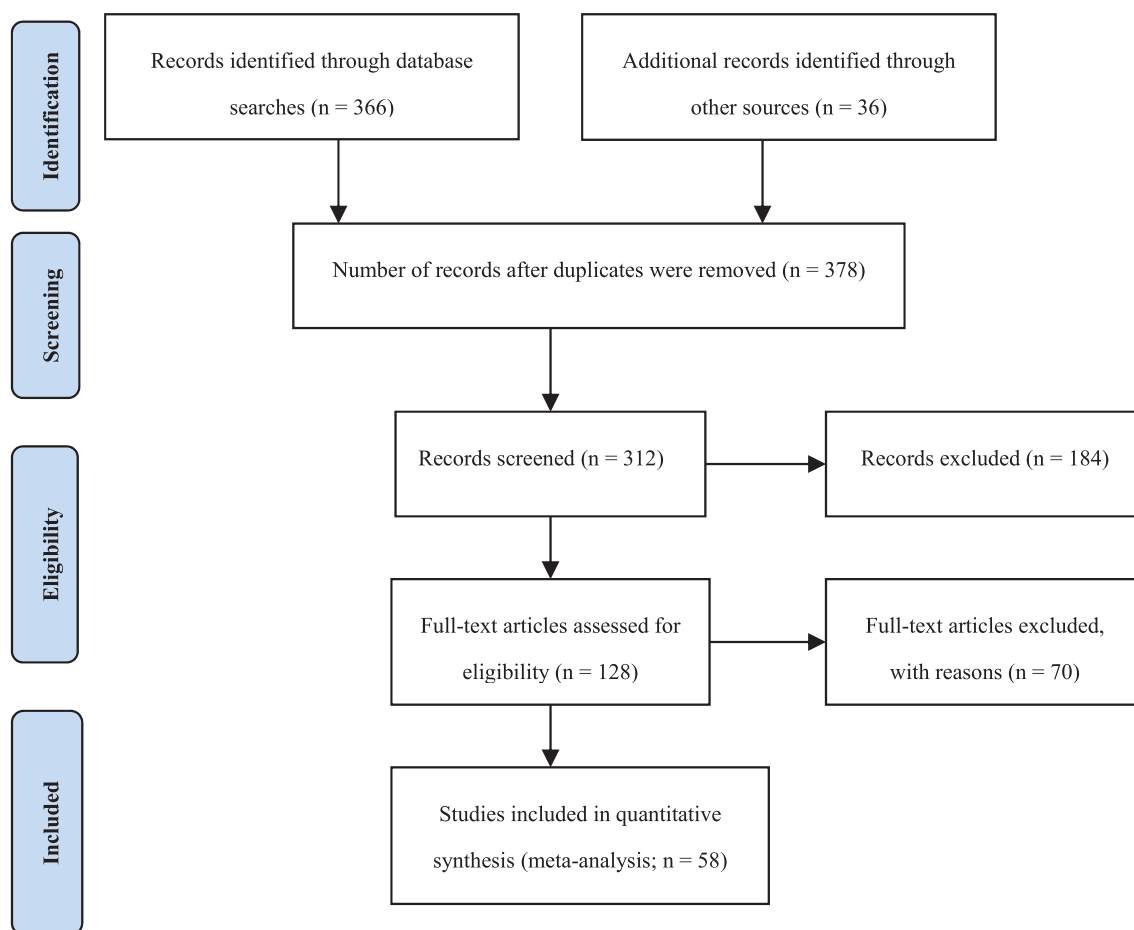 Identification
Records identified through database
searches (n = 366)
Additional records identified through
other sources (n = 36)
Screening
Number of records after duplicates were removed (n = 378)
Eligibility
Records screened (n = 312)
Records excluded (n = 184)
Full-text articles assessed for
eligibility (n = 128)
Full-text articles excluded,
with reasons (n = 70)
Included
Studies included in quantitative
synthesis (meta-analysis; n = 58)